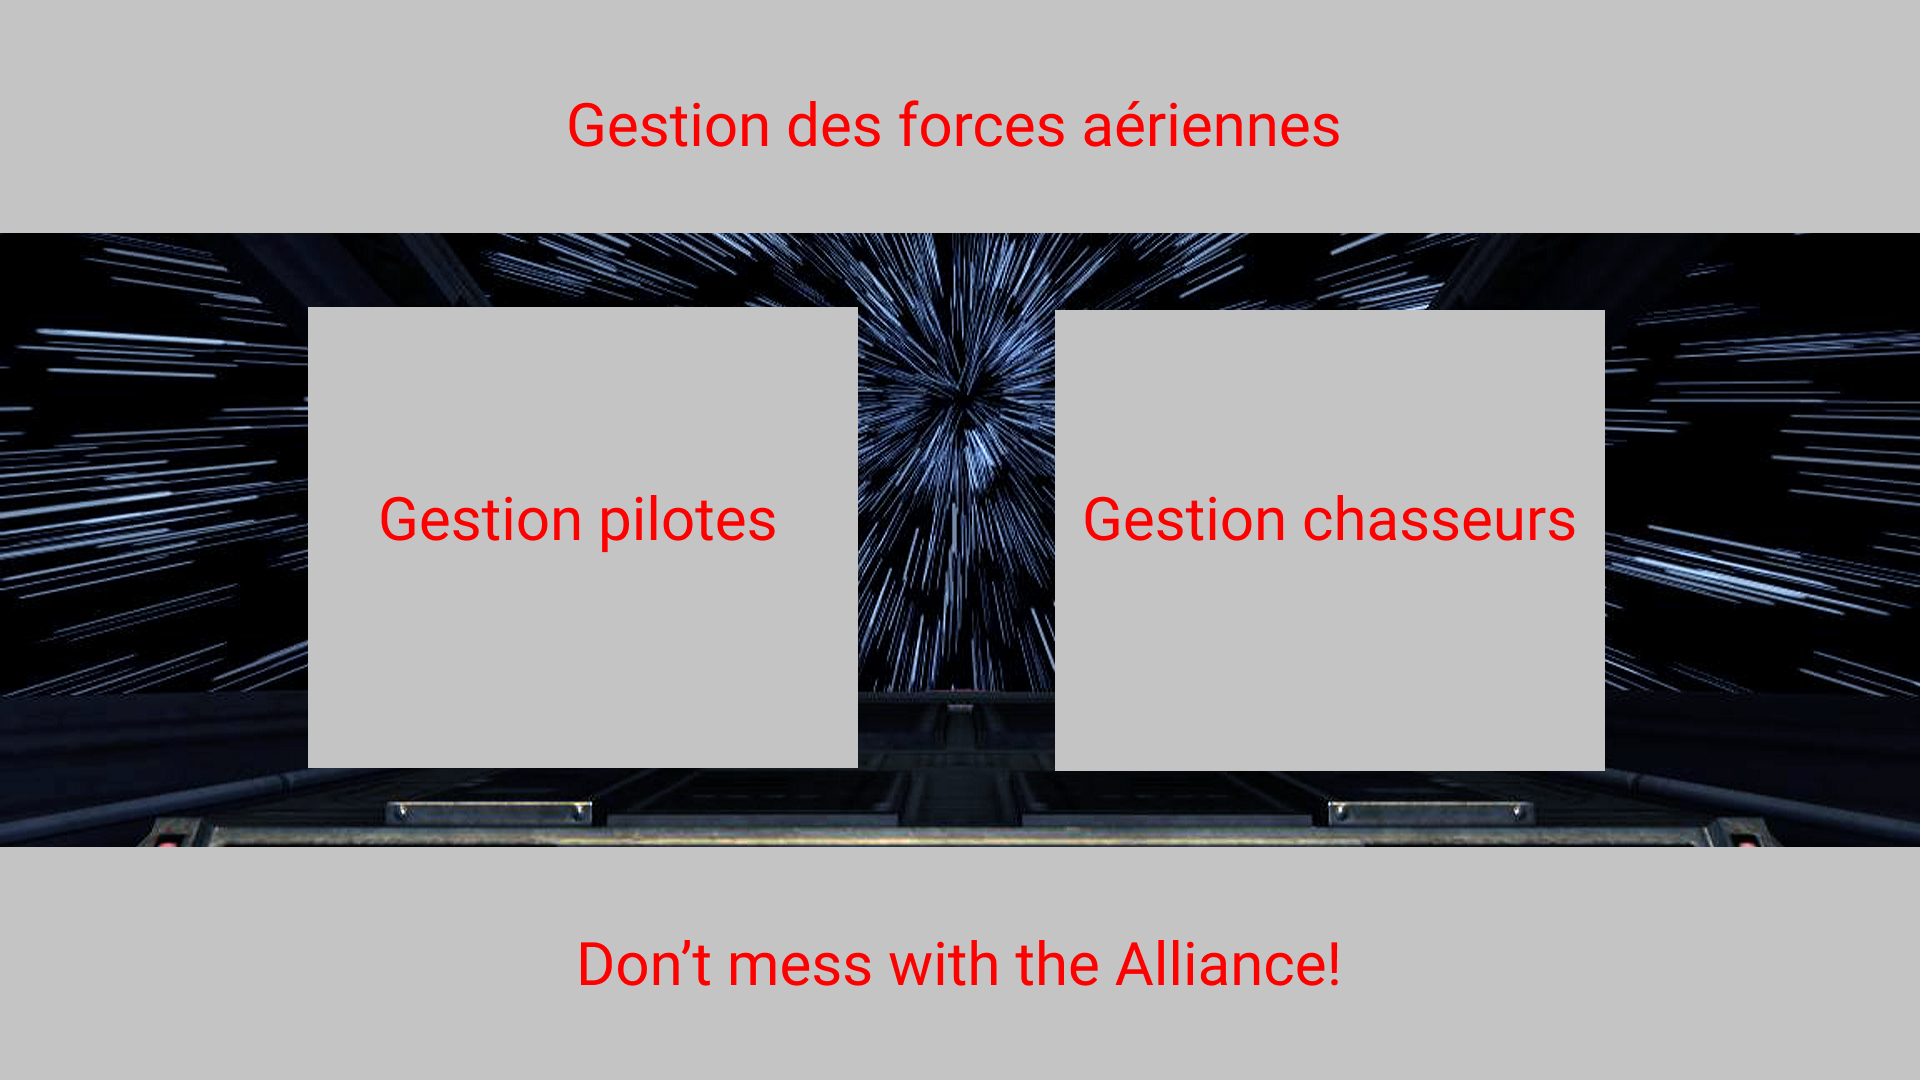 Gestion des forces aériennes
Gestion pilotes
Gestion chasseurs
Don’t mess with the Alliance!